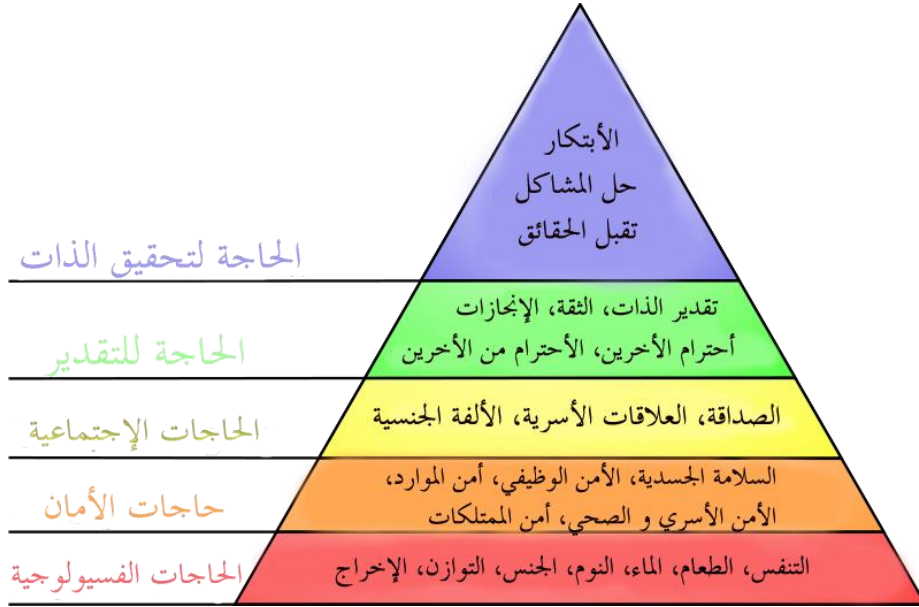 الأبتكار
حل المشاكل
تقبل الحقائق
الحاجة لتحقيق الذات
تقدير الذات، الثقة، الإنجازات
أحترام الأخرين، الأحترام من الأخرين
الحاجة للتقدير
الصداقة، العلاقات الأسرية، الألفة الجنسية
الحاجات الإجتماعية
السلامة الجسدية، الأمن الوظيفي، أمن الموارد،
الأمن الأسري و الصحي، أمن الممتلكات
حاجات الأمان
التنفس، الطعام، الماء، النوم، الجنس، التوازن، الإخراج
الحاجات الفسيولوجية